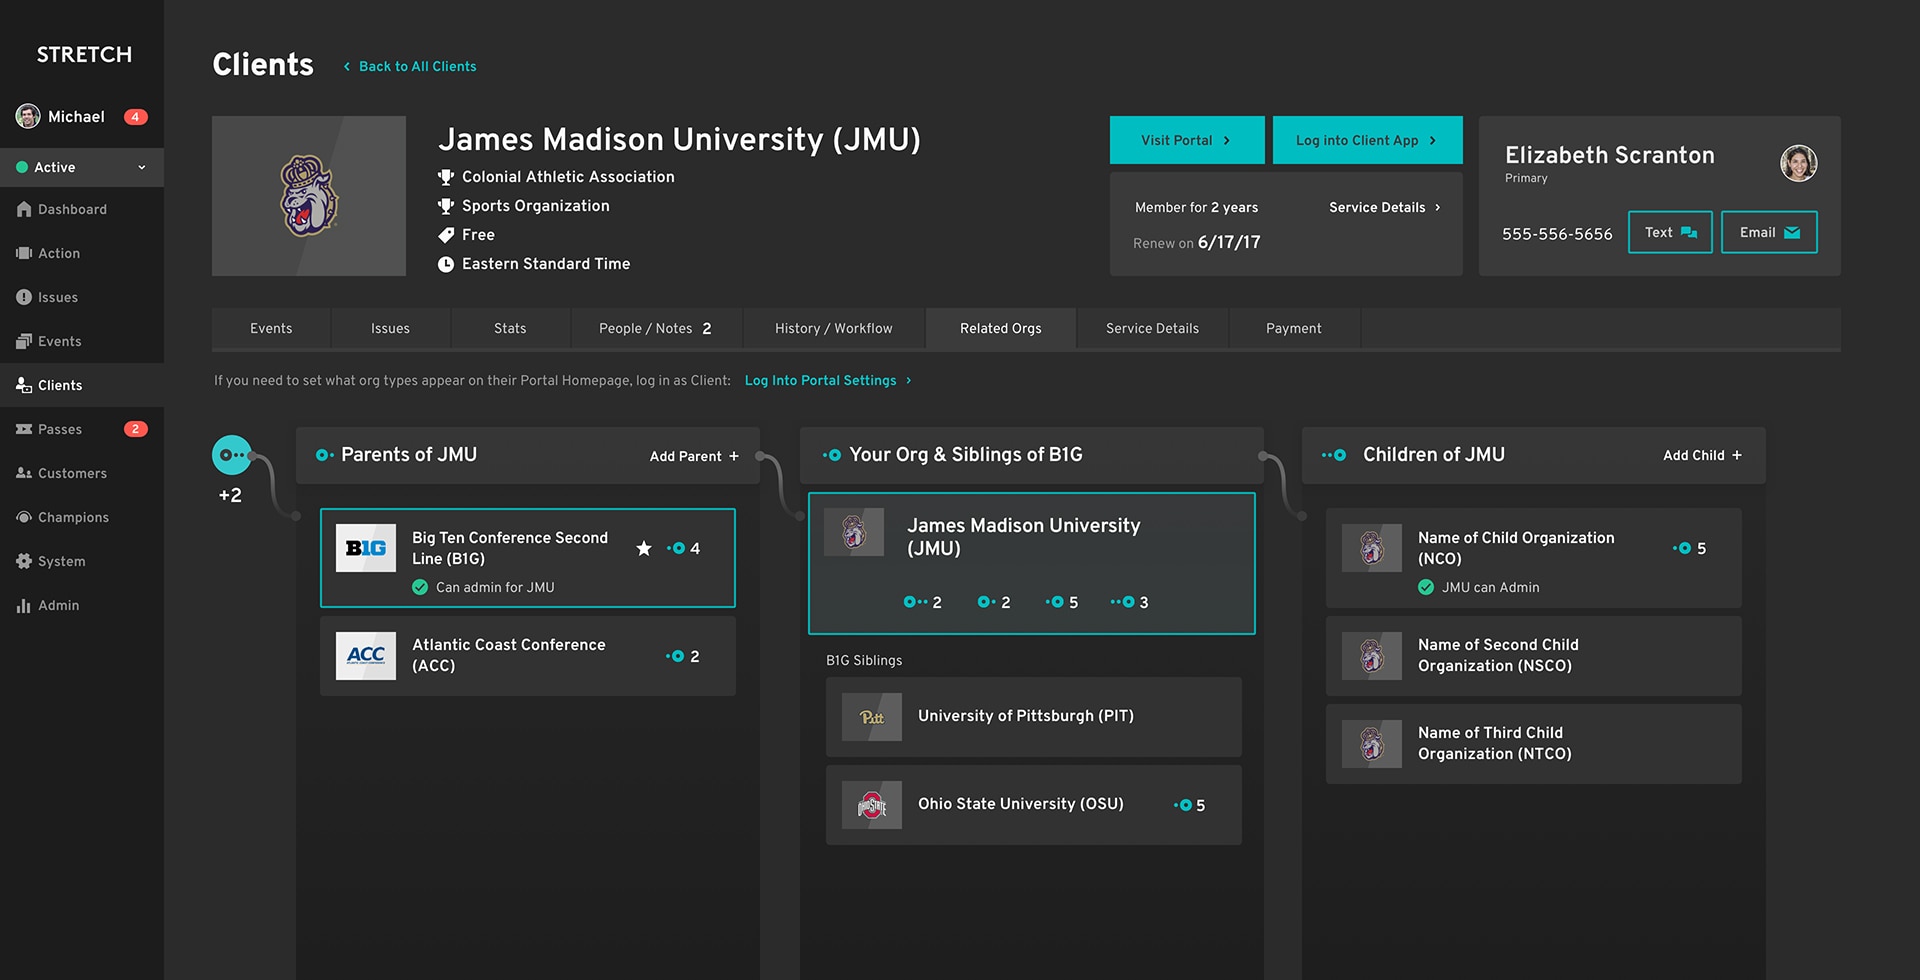 STRETCH
Michael 4
Active
Dashboard
Action
Issues
Events
Clients
Passes 2
Customers
Champions
System
Admin
Clients
Back to All Clients
James Madison University (JMU)
Colonial Athletic Association
Sports Organization
Free
Eastern Standard Time
Visit Portal
Log into Client App
Member for 2 years
Service Details
Renew on 6/17/17
Elizabeth Scranton
Primary
555-556-5656
Text
Email
Events
Issues
Stats
People / Notes 2
History / Workflow
Related Orgs
Service Details
Payment
If you need to set what org types appear on their Portal Homepage, log in as Client: Log Into Portal Settings
+2
Parents of JMU
Add Parent +
B1G
Big Ten Conference Second
Line (B1G)
4
Can admin for JMU
ACC
Atlantic Coast Conference
(ACC)
2
Your Org & Siblings of B1G
James Madison University
(JMU)
2 2 5 3
B1G Siblings
Pitt
University of Pittsburgh (PIT)
OHIO STATE
Ohio State University (OSU)
5
Children of JMU
Add Child +
Name of Child Organization
(NCO)
5
JMU can Admin
Name of Second Child
Organization (NSCO)
Name of Third Child
Organization (NTCO)